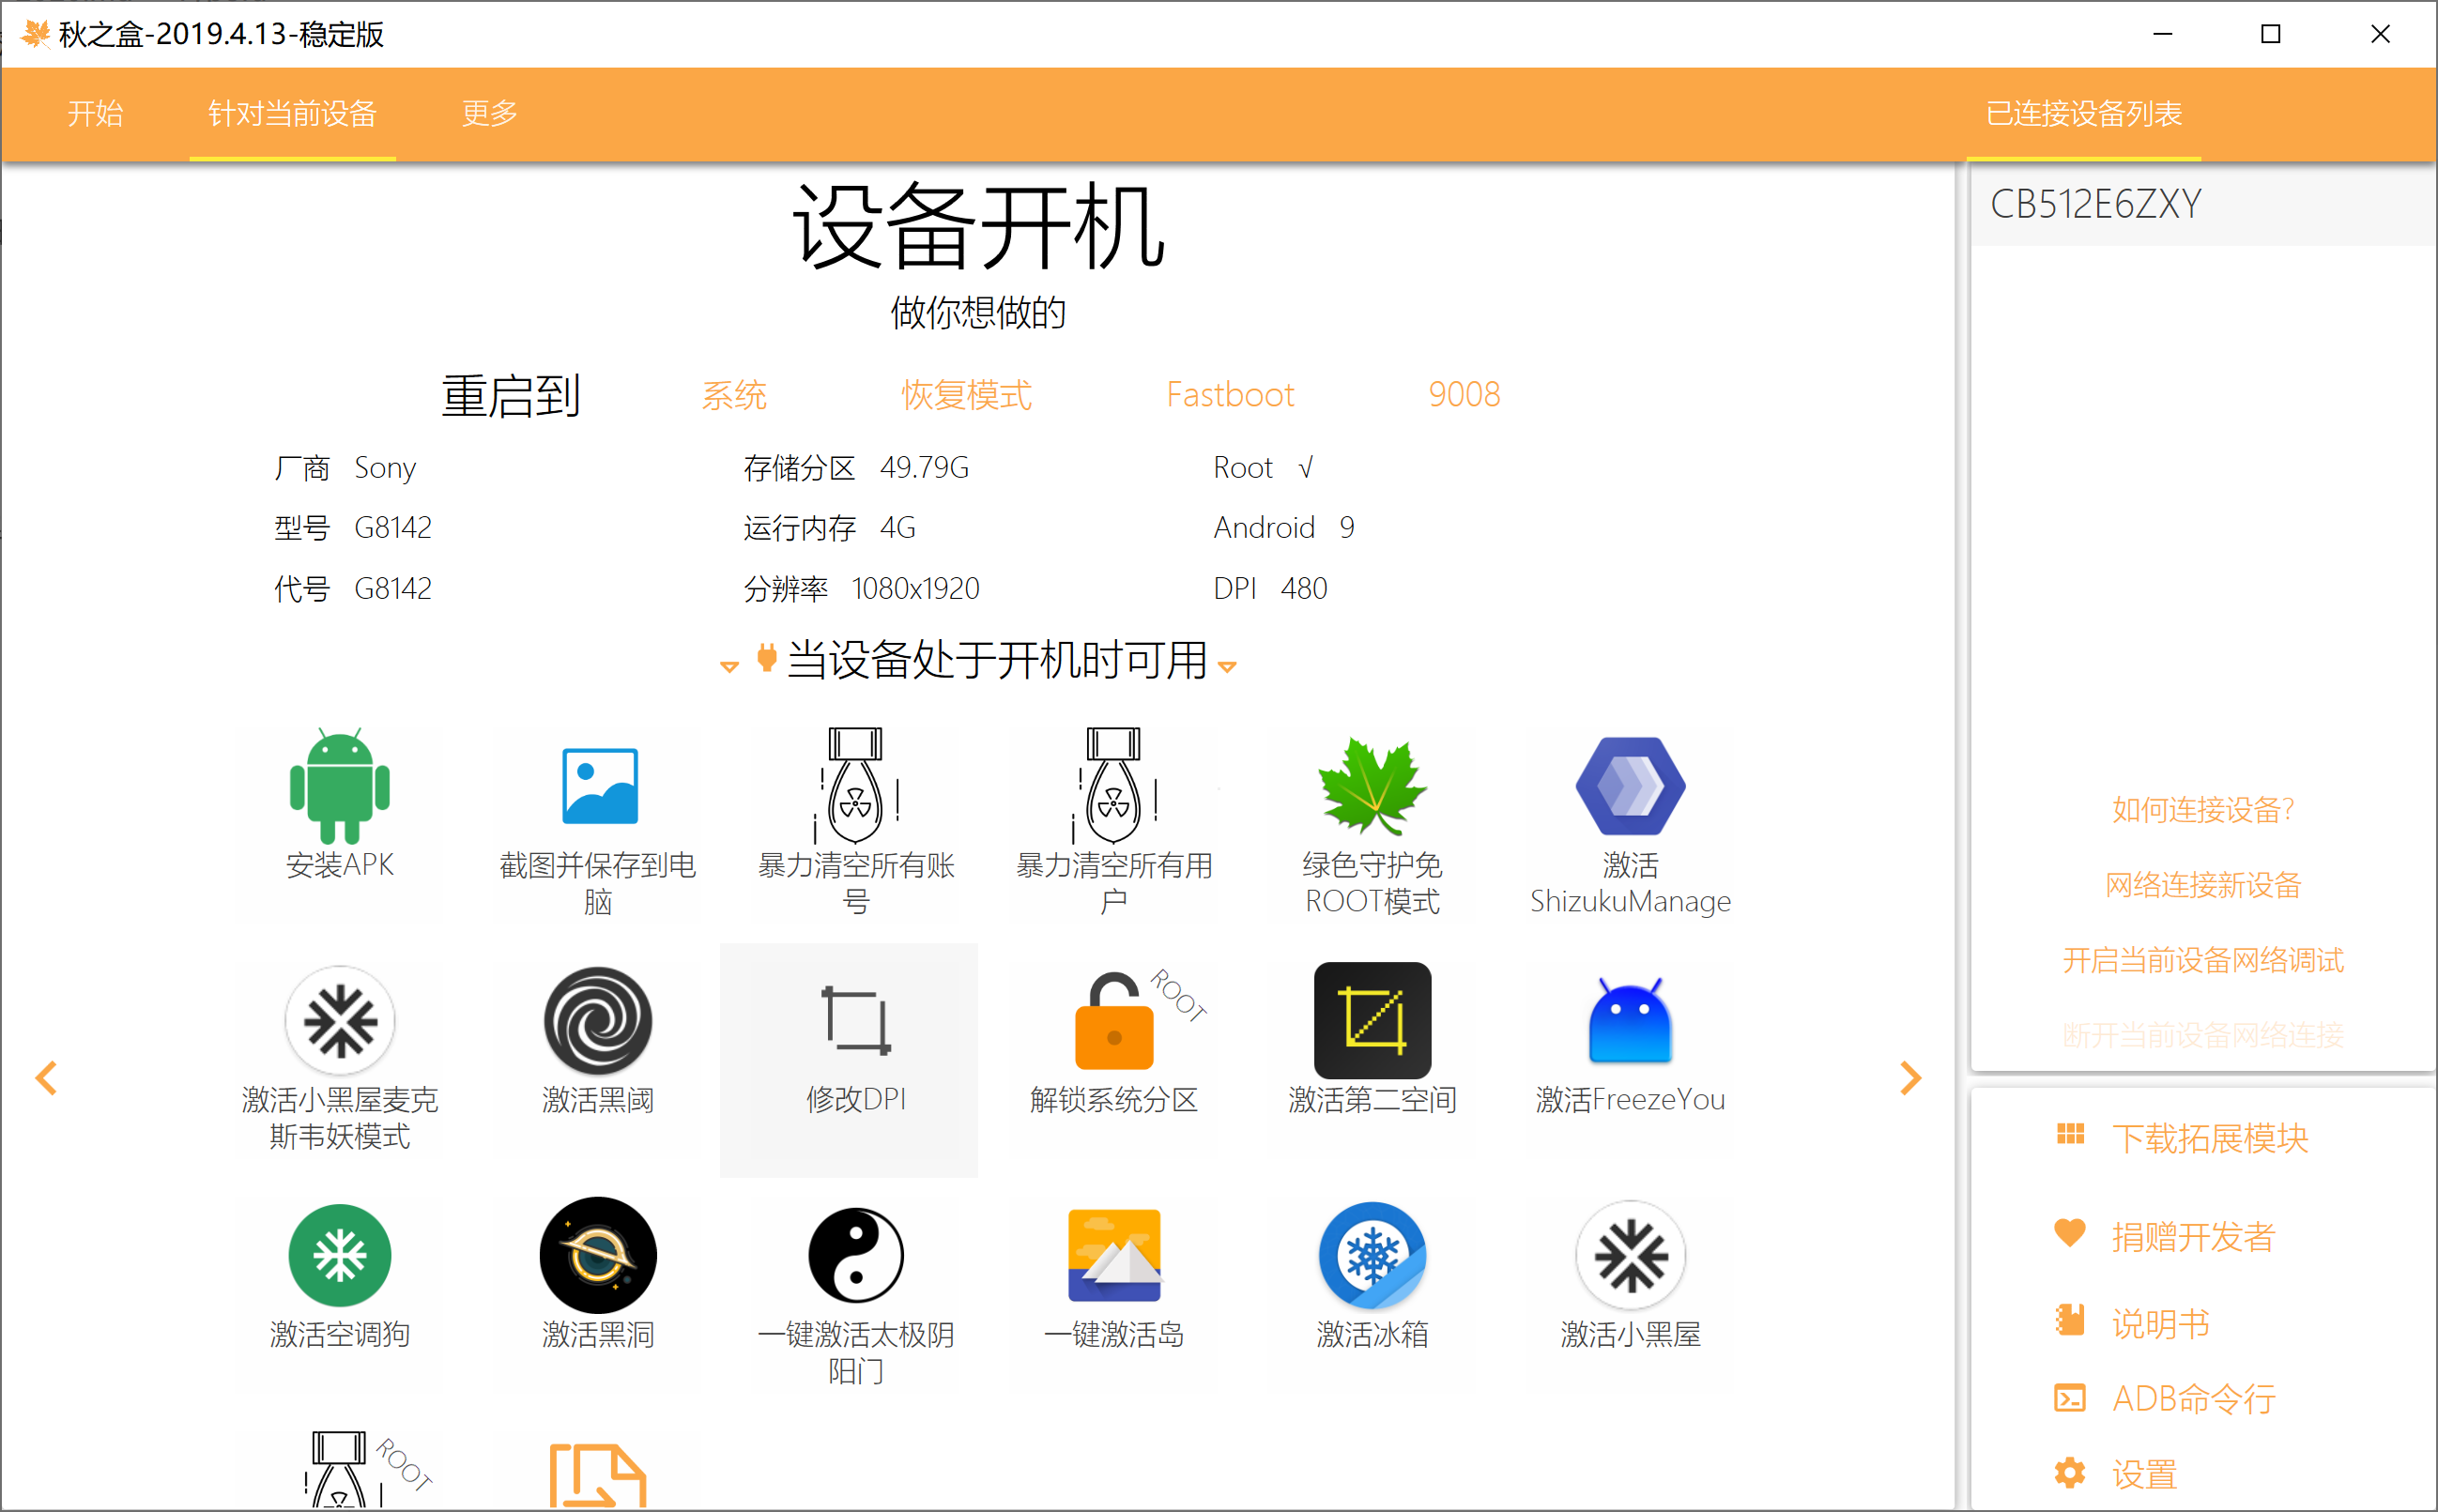 秋之盒-2019.4.13-稳定版
开始 针对当前设备 更多 已连接设备列表
CB512E6ZXY
设备开机
做你想做的
重启到 系统 恢复模式 Fastboot 9008
厂商 Sony 存储分区 49.79G Root √
型号 G8142 运行内存 4G Android 9
代号 G8142 分辨率 1080x1920 DPI 480
当设备处于开机时可用
安装APK
截图并保存到电
脑
暴力清空所有账
号
暴力清空所有用
户
绿色守护免
ROOT模式
激活
ShizukuManage
激活小黑屋麦克
斯韦妖模式
激活黑阈
修改DPI
ROOT
解锁系统分区
激活第二空间
激活FreezeYou
激活空调狗
激活黑洞
一键激活太极阴
阳门
一键激活岛
激活冰箱
激活小黑屋
ROOT
如何连接设备?
网络连接新设备
开启当前设备网络调试
断开当前设备网络连接
下载拓展模块
捐赠开发者
说明书
ADB命令行
设置